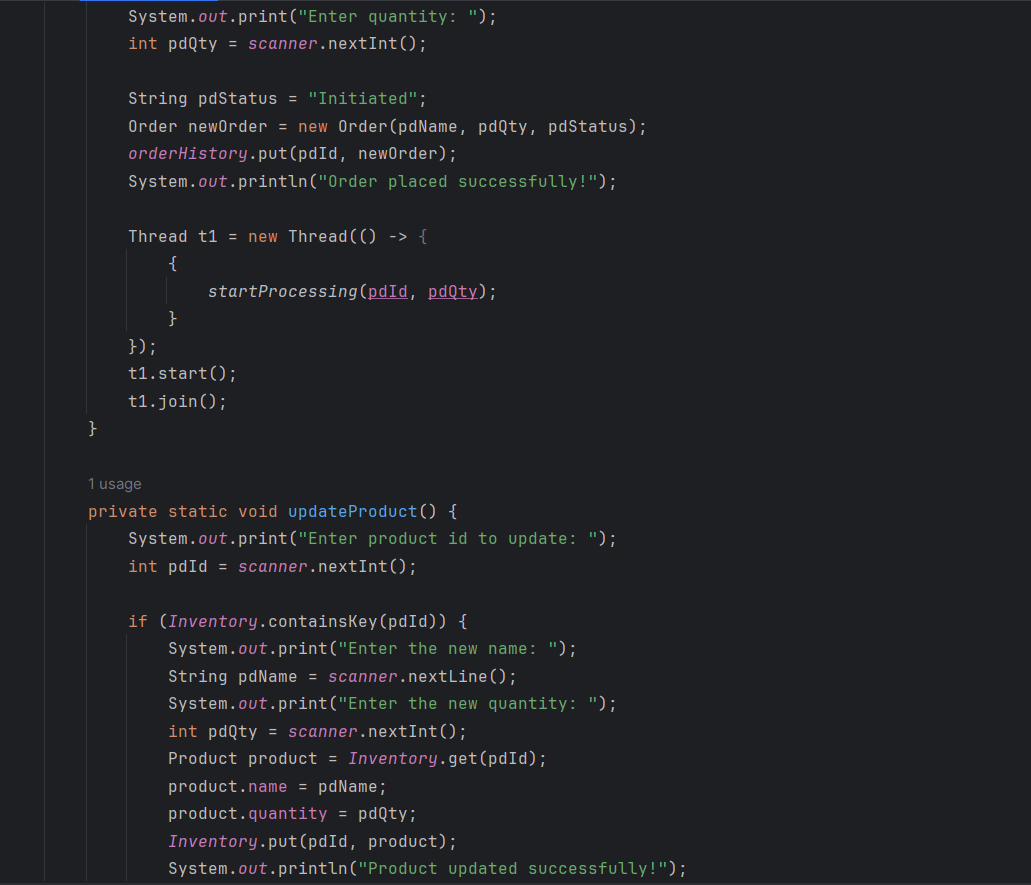 System.out.print("Enter quantity: ");
int pdQty = scanner.nextInt();
String pdStatus = "Initiated";
Order newOrder = new Order(pdName, pdQty, pdStatus);
orderHistory.put(pdId, newOrder);
System.out.println("Order placed successfully!");
Thread t1 = new Thread(() -> {
{
startProcessing(pdId, pdQty);
}
});
t1.start();
t1.join();
}
1 usage
private static void updateProduct() {
System.out.print("Enter product id to update: ");
int pdId = scanner.nextInt();
if (Inventory.containsKey(pdId)) {
System.out.print("Enter the new name: ");
String pdName = scanner.nextLine();
System.out.print("Enter the new quantity: ");
int pdQty = scanner.nextInt();
Product product = Inventory.get(pdId);
product.name = pdName;
product.quantity = pdQty;
Inventory.put(pdId, product);
System.out.println("Product updated successfully!");